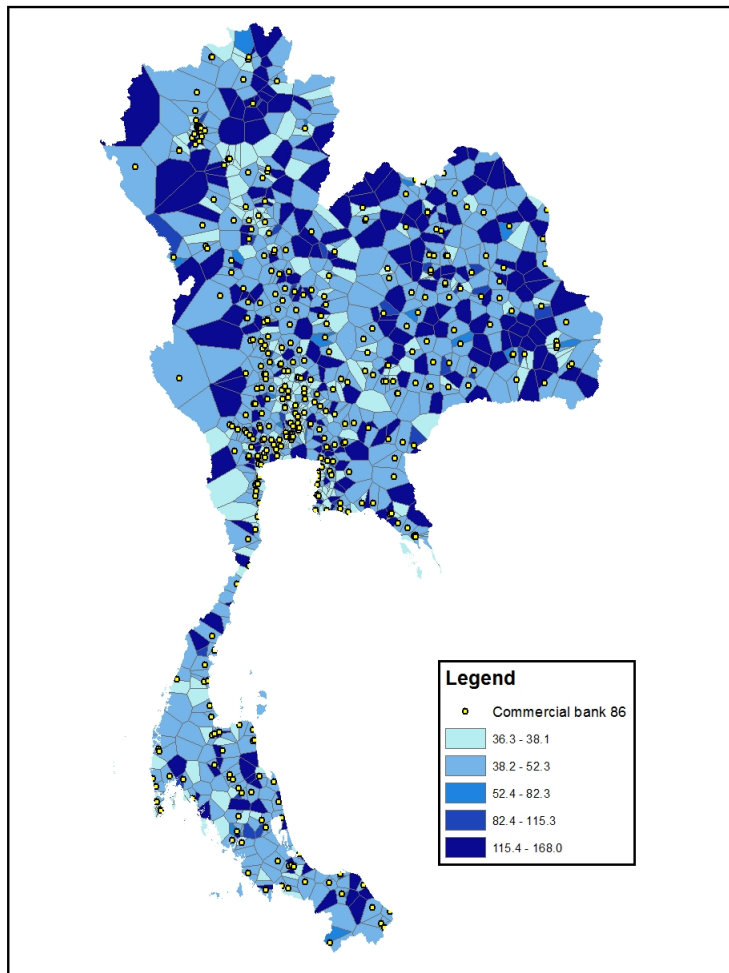 Legend
Commercial bank 86
36.3 - 38.1
38.2 - 52.3
52.4 - 82.3
82.4 - 115.3
115.4 - 168.0